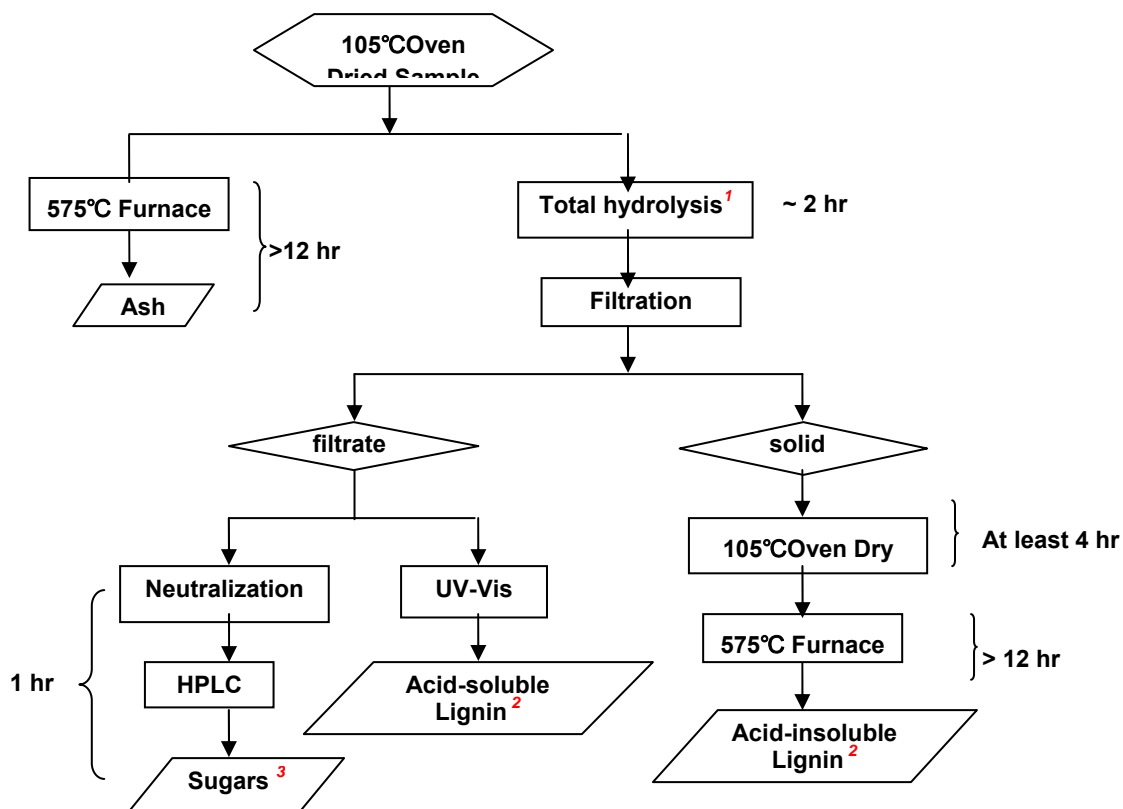 105℃Oven
Dried Sample
575℃ Furnace
>12 hr
Ash
Total hydrolysis1
~ 2 hr
Filtration
filtrate
solid
Neutralization
UV-Vis
105℃Oven Dry
At least 4 hr
HPLC
1 hr
Sugars 3
Acid-soluble
Lignin 2
575℃ Furnace
> 12 hr
Acid-insoluble
Lignin 2